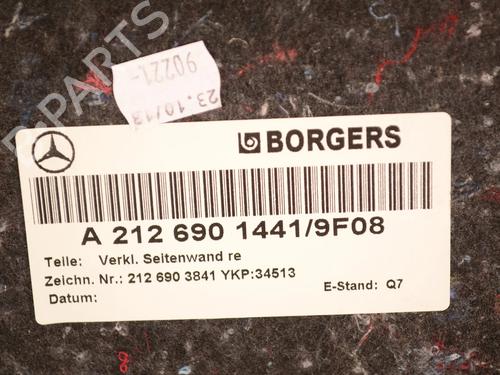 B-PARTS
90221-
23.10/13
BORGERS
A 212 690 1441/9F08
Teile: Verkl. Seitenwand re
Zeichn. Nr.: 212 690 3841 YKP:34513
Datum:
E-Stand: Q7